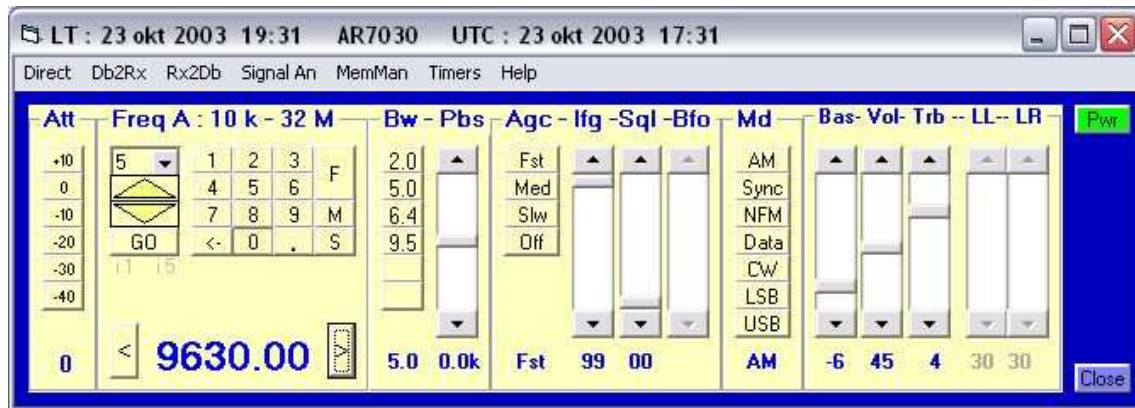 LT : 23 okt 2003 19:31 AR7030 UTC : 23 okt 2003 17:31
Direct Db2Rx Rx2Db Signal An MemMan Timers Help
Att Freq A : 10 k - 32 M Bw - Pbs Agc - Ifg -Sql -Bfo Md Bas- Vol- Trb -- LL-- LR Pwr
+10 5 1 2 3 F 2.0 Fst AM
0 4 5 6 5.0 Med Sync
-10 7 8 9 M 6.4 Slw NFM
-20 GO <- 0 . S 9.5 Off Data
-30 i1 i5 CW
-40 LSB
USB
0 < 9630.00 > 5.0 0.0k Fst 99 00 AM -6 45 4 30 30
Close